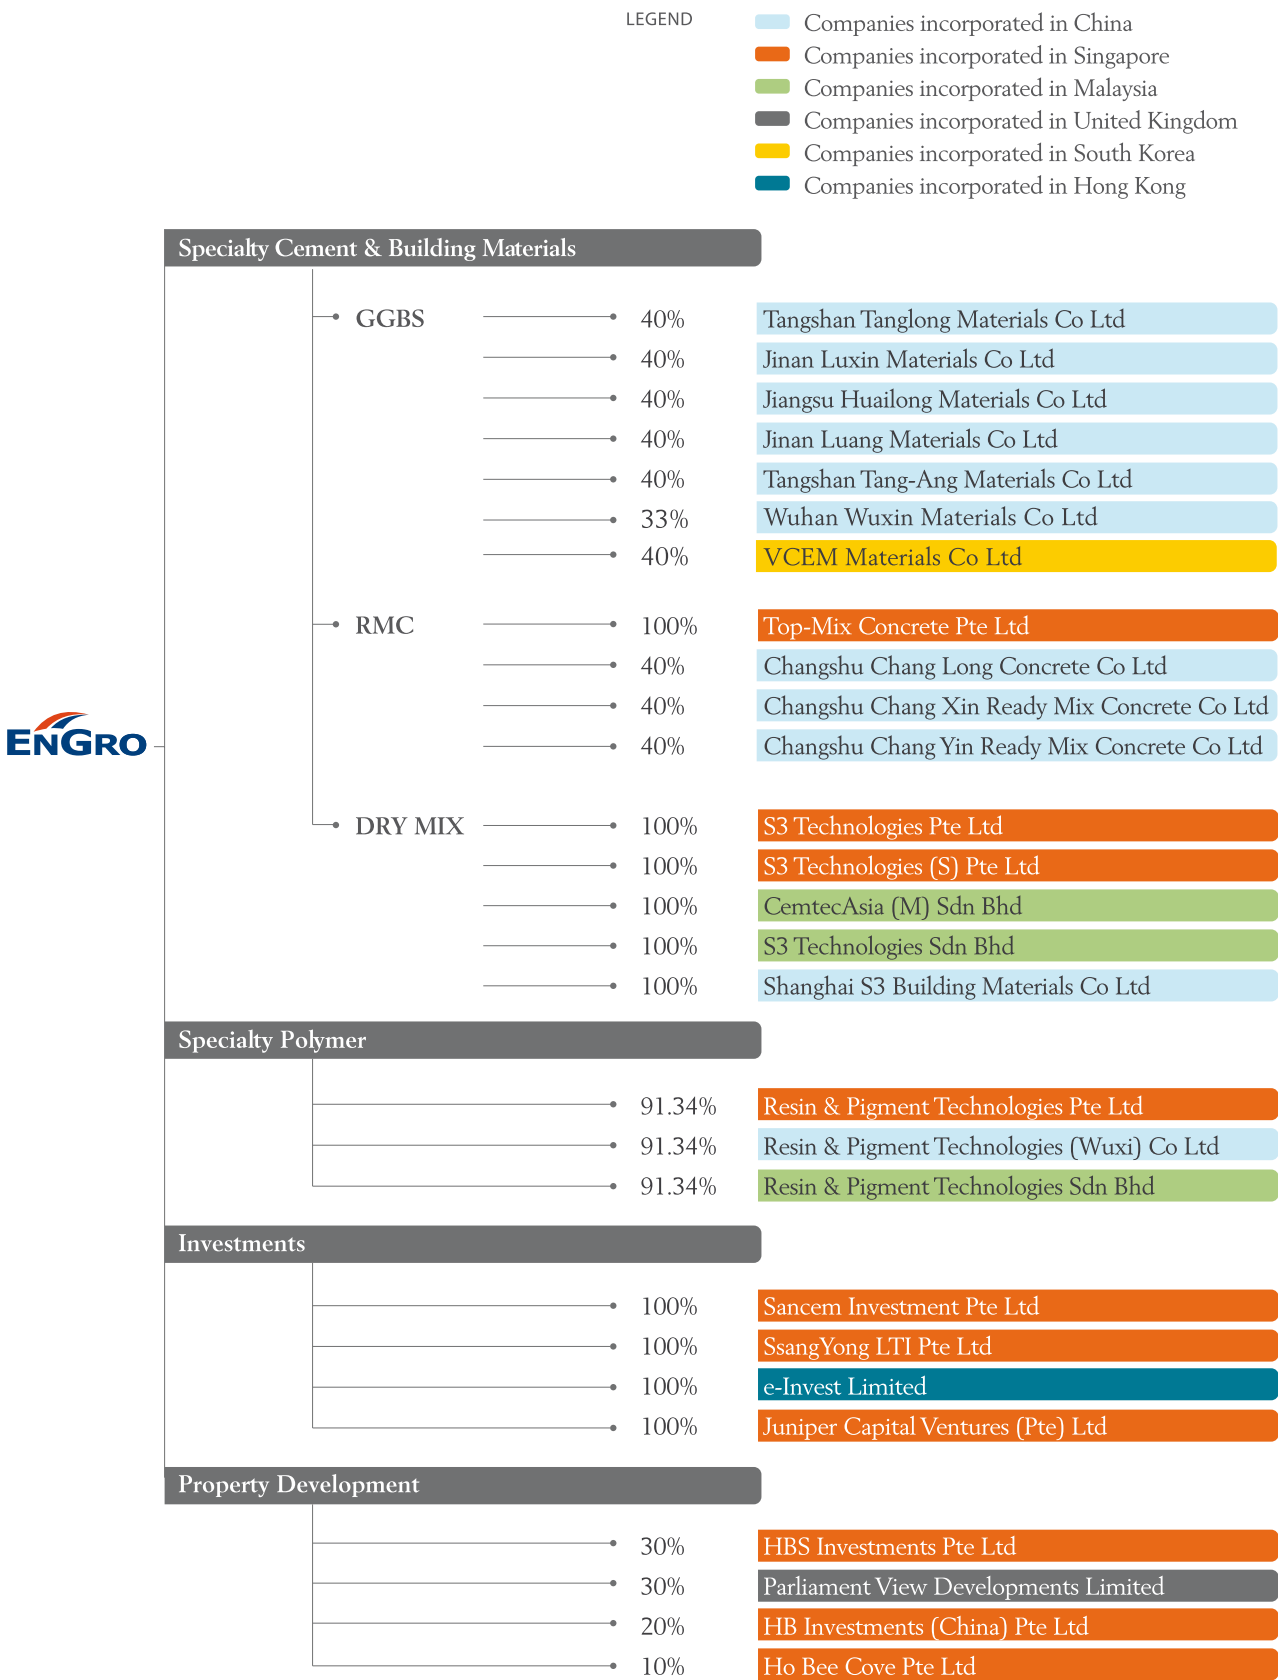 LEGEND
Companies incorporated in China
Companies incorporated in Singapore
Companies incorporated in Malaysia
Companies incorporated in United Kingdom
Companies incorporated in South Korea
Companies incorporated in Hong Kong
Specialty Cement & Building Materials
GGBS 40% Tangshan Tanglong Materials Co Ltd
40% Jinan Luxin Materials Co Ltd
40% Jiangsu Huailong Materials Co Ltd
40% Jinan Luang Materials Co Ltd
40% Tangshan Tang-Ang Materials Co Ltd
33% Wuhan Wuxin Materials Co Ltd
40% VCEM Materials Co Ltd
RMC 100% Top-Mix Concrete Pte Ltd
40% Changshu Chang Long Concrete Co Ltd
40% Changshu Chang Xin Ready Mix Concrete Co Ltd
ENGRO
40% Changshu Chang Yin Ready Mix Concrete Co Ltd
DRY MIX 100% S3 Technologies Pte Ltd
100% S3 Technologies (S) Pte Ltd
100% CemtecAsia (M) Sdn Bhd
100% S3 Technologies Sdn Bhd
100% Shanghai S3 Building Materials Co Ltd
Specialty Polymer
91.34% Resin & Pigment Technologies Pte Ltd
91.34% Resin & Pigment Technologies (Wuxi) Co Ltd
91.34% Resin & Pigment Technologies Sdn Bhd
Investments
100% Sancem Investment Pte Ltd
100% SsangYong LTI Pte Ltd
100% e-Invest Limited
100% Juniper Capital Ventures (Pte) Ltd
Property Development
30% HBS Investments Pte Ltd
30% Parliament View Developments Limited
20% HB Investments (China) Pte Ltd
10% Ho Bee Cove Pte Ltd